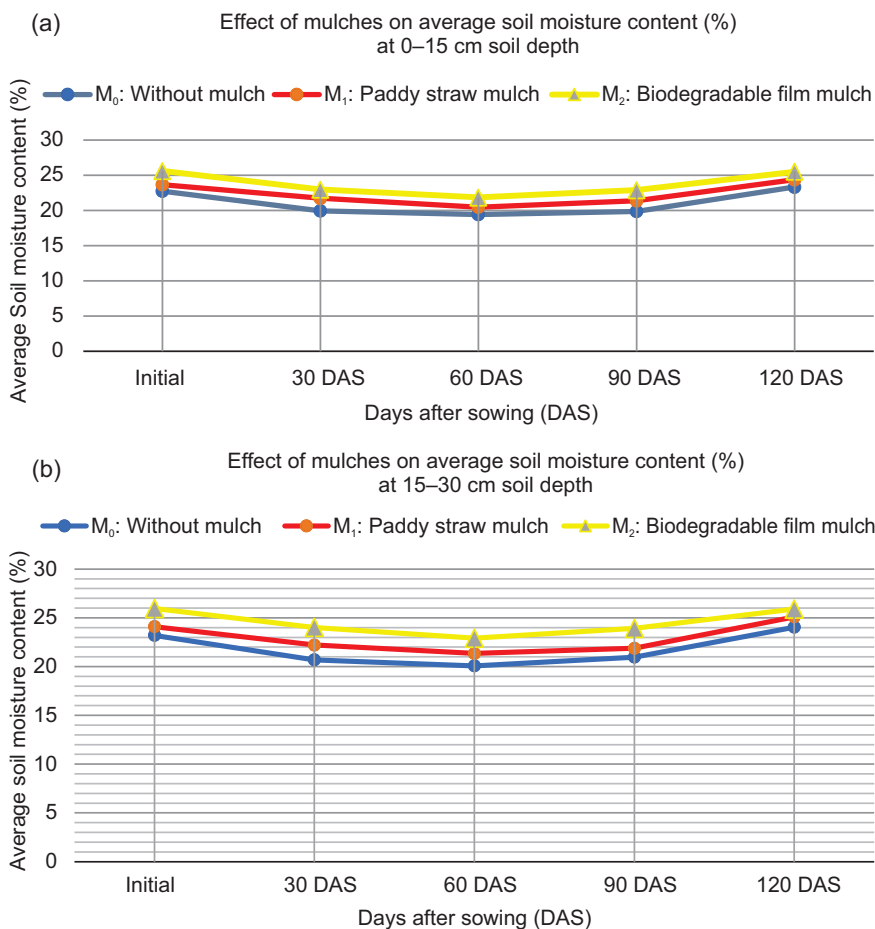 (a)
Effect of mulches on average soil moisture content (%)
at 0–15 cm soil depth
M₀: Without mulch M₁: Paddy straw mulch M₂: Biodegradable film mulch
Average Soil moisture content (%)
30
25
20
15
10
5
0
Initial 30 DAS 60 DAS 90 DAS 120 DAS
Days after sowing (DAS)
(b)
Effect of mulches on average soil moisture content (%)
at 15–30 cm soil depth
M₀: Without mulch M₁: Paddy straw mulch M₂: Biodegradable film mulch
Average soil moisture content (%)
30
25
20
15
10
5
0
Initial 30 DAS 60 DAS 90 DAS 120 DAS
Days after sowing (DAS)